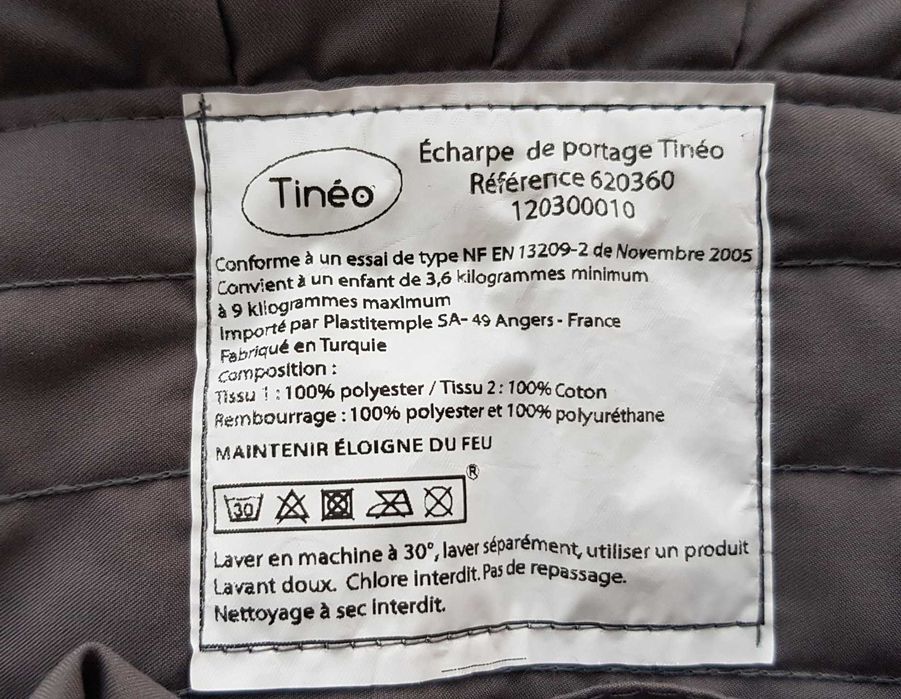 Tinéo
Écharpe de portage Tinéo
Référence 620360
120300010
Conforme à un essai de type NF EN 13209-2 de Novembre 2005
Convient à un enfant de 3,6 kilogrammes minimum
à 9 kilogrammes maximum
Importé par Plastitemple SA- 49 Angers - France
Fabriqué en Turquie
Composition :
Tissu 1 : 100% polyester / Tissu 2 : 100% Coton
Rembourrage : 100% polyester et 100% polyuréthane
MAINTENIR ÉLOIGNE DU FEU
®
30
Laver en machine à 30°, laver séparément, utiliser un produit
Lavant doux. Chlore interdit. Pas de repassage.
Nettoyage à sec interdit.